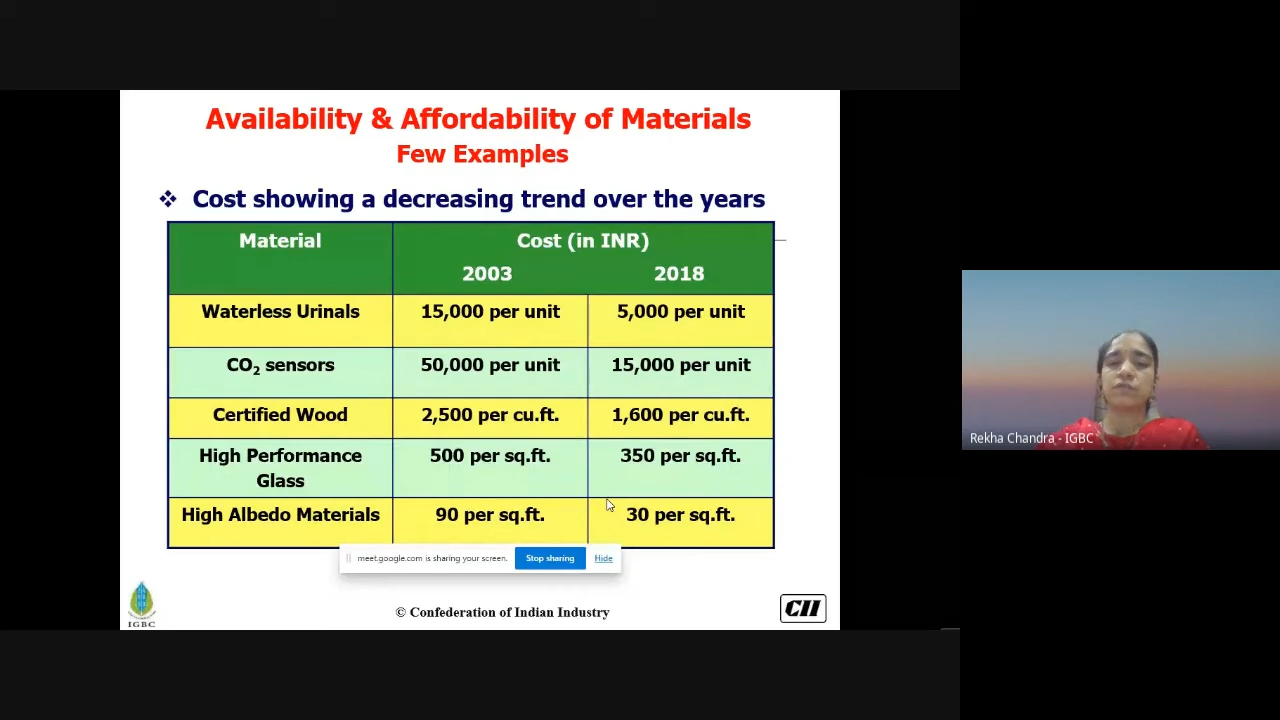 Availability & Affordability of Materials
Few Examples
❖ Cost showing a decreasing trend over the years
Material Cost (in INR)
2003 2018
Waterless Urinals 15,000 per unit 5,000 per unit
CO₂ sensors 50,000 per unit 15,000 per unit
Certified Wood 2,500 per cu.ft. 1,600 per cu.ft.
High Performance 500 per sq.ft. 350 per sq.ft.
Glass
High Albedo Materials 90 per sq.ft. 30 per sq.ft.
meet.google.com is sharing your screen. Stop sharing Hide
IGBC
© Confederation of Indian Industry
CII
Rekha Chandra - IGBC